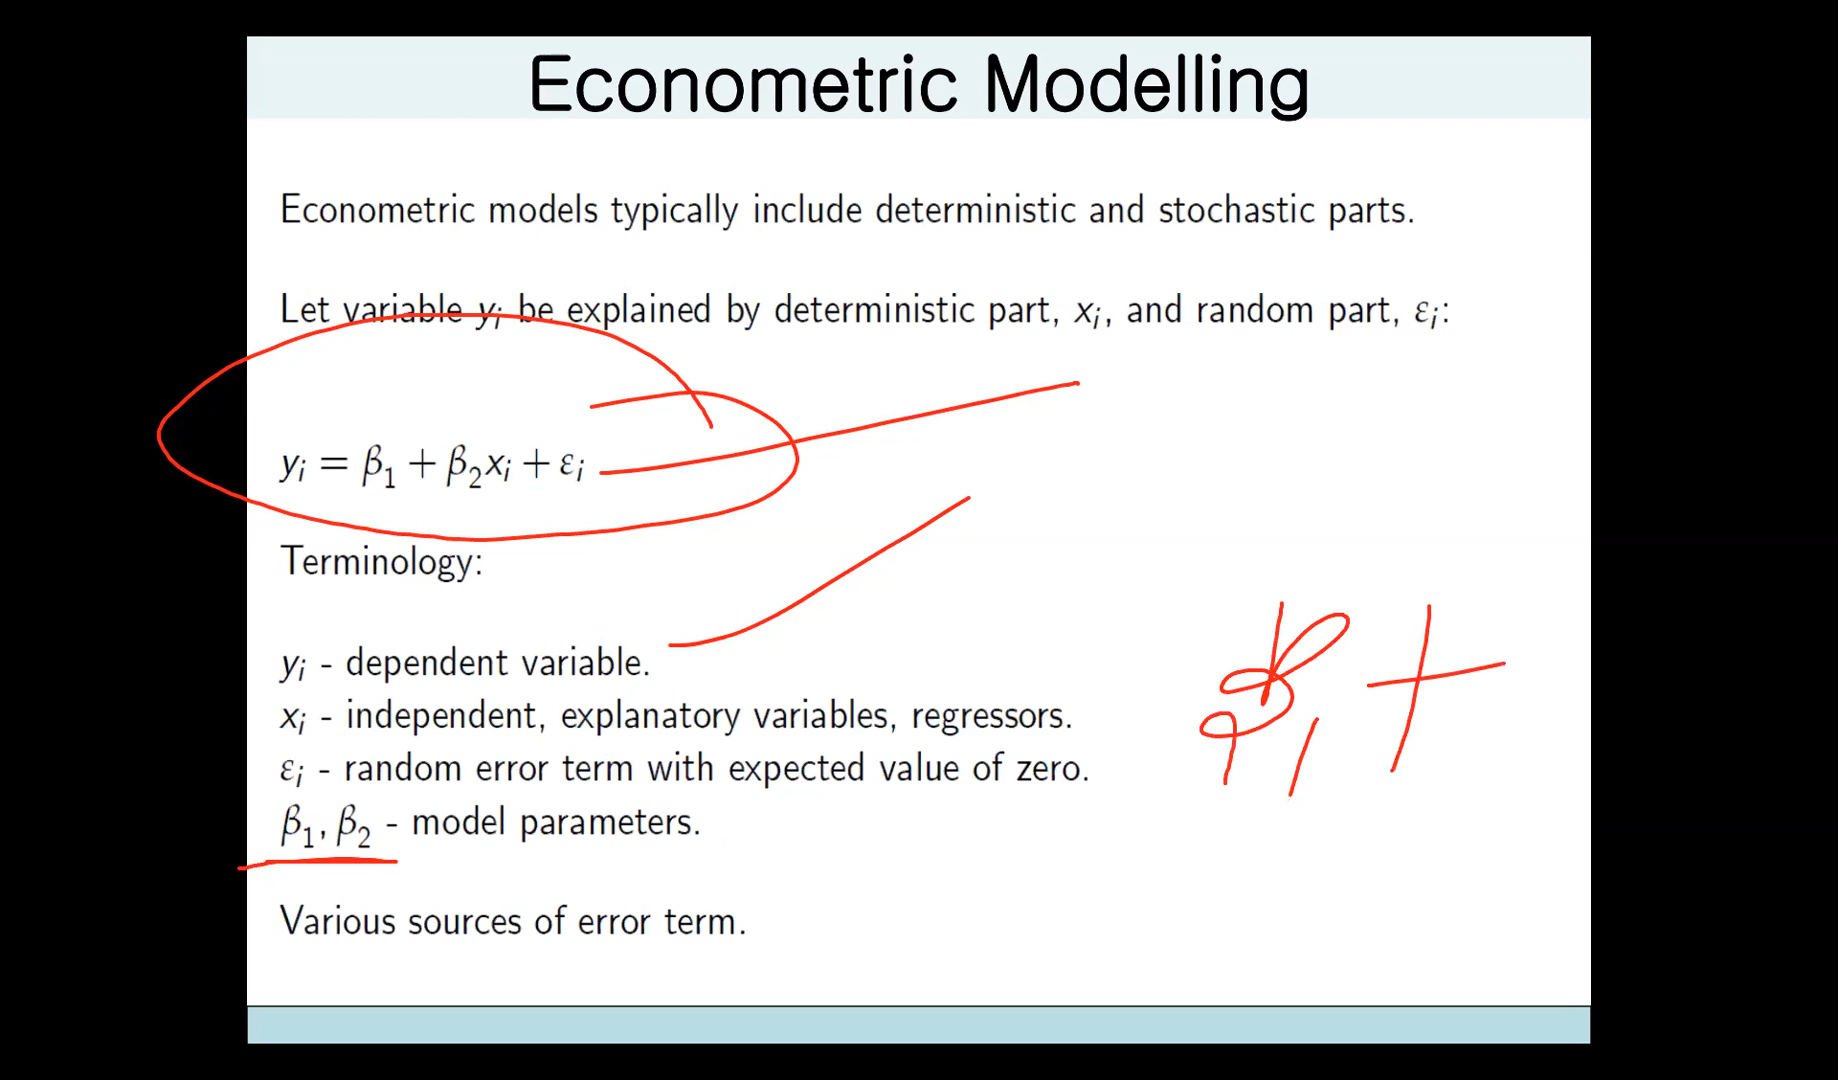 Econometric Modelling
Econometric models typically include deterministic and stochastic parts.
Let variable yᵢ be explained by deterministic part, xᵢ, and random part, εᵢ:
yᵢ = β₁ + β₂xᵢ + εᵢ
Terminology:
yᵢ - dependent variable.
xᵢ - independent, explanatory variables, regressors.
εᵢ - random error term with expected value of zero.
β₁, β₂ - model parameters.
Various sources of error term.